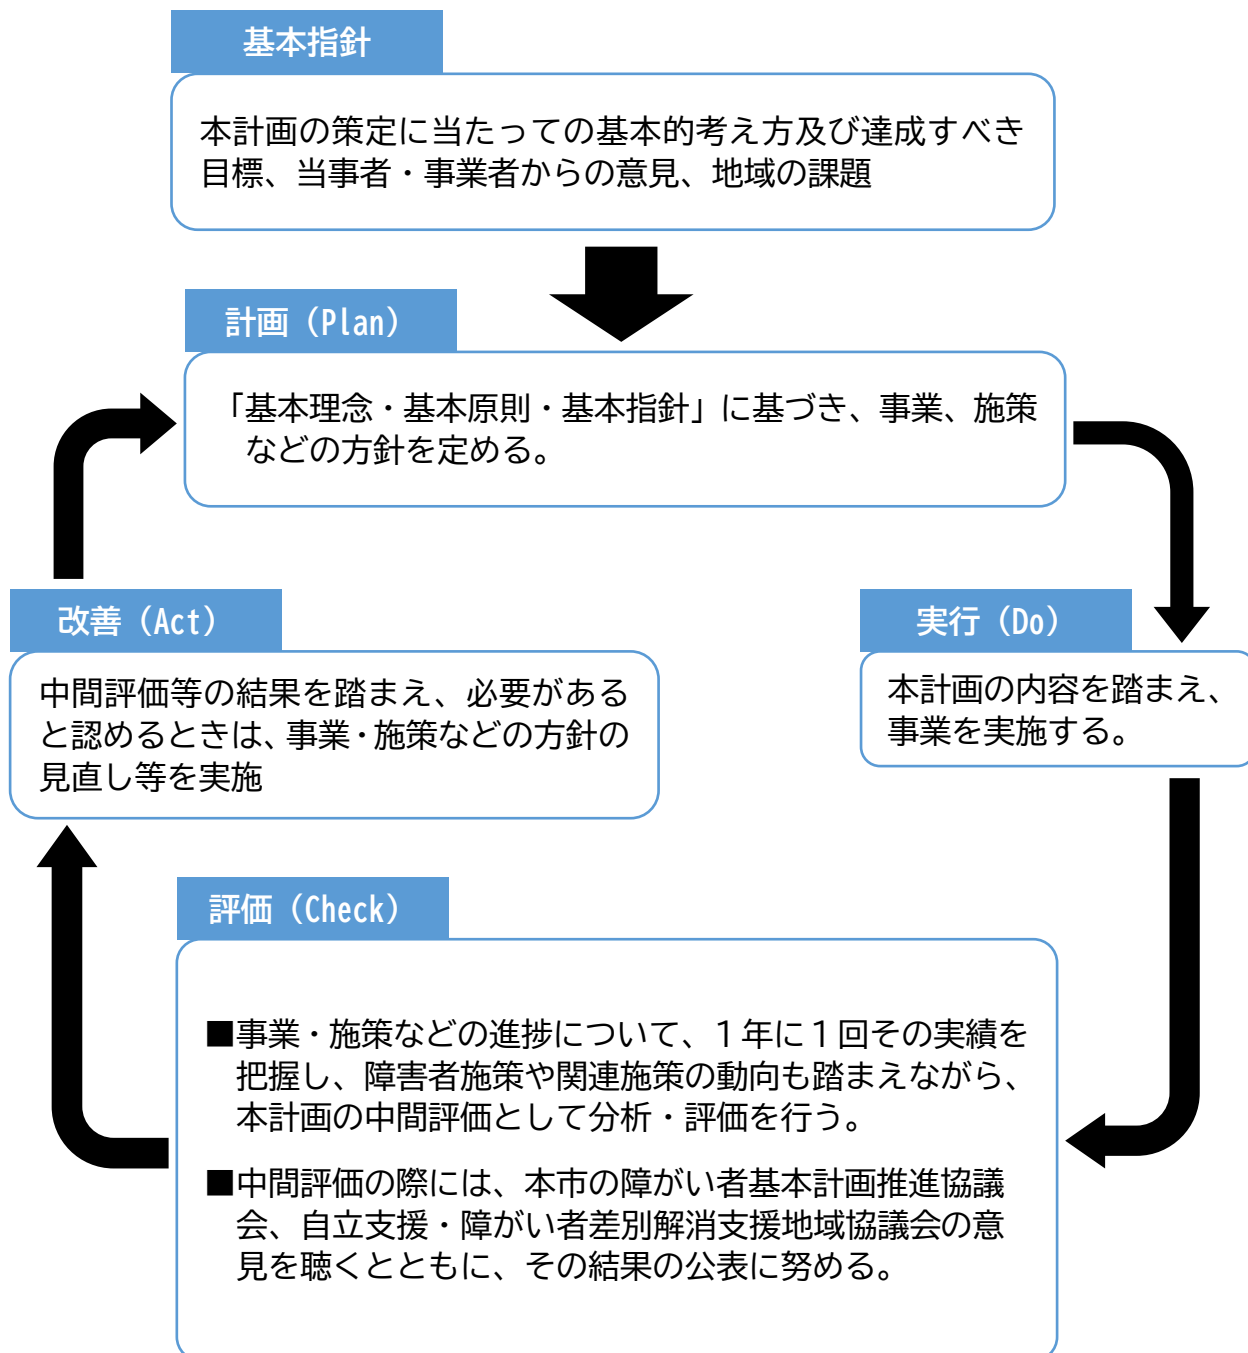 基本指針
本計画の策定に当たっての基本的考え方及び達成すべき
目標、当事者・事業者からの意見、地域の課題
計画（Plan）
「基本理念・基本原則・基本指針」に基づき、事業、施策
などの方針を定める。
改善（Act）
中間評価等の結果を踏まえ、必要がある
と認めるときは、事業・施策などの方針の
見直し等を実施
実行（Do）
本計画の内容を踏まえ、
事業を実施する。
評価（Check）
■事業・施策などの進捗について、１年に１回その実績を
把握し、障害者施策や関連施策の動向も踏まえながら、
本計画の中間評価として分析・評価を行う。
■中間評価の際には、本市の障がい者基本計画推進協議
会、自立支援・障がい者差別解消支援地域協議会の意
見を聴くとともに、その結果の公表に努める。